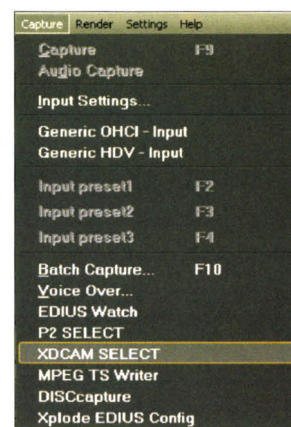 Capture Render Settings Help
Capture F9
Audio Capture
Input Settings...
Generic OHCI - Input
Generic HDV - Input
Input preset1 F2
Input preset2 F3
Input preset3 F4
Batch Capture... F10
Voice Over...
EDIUS Watch
P2 SELECT
XDCAM SELECT
MPEG TS Writer
DISCcapture
Xplode EDIUS Config